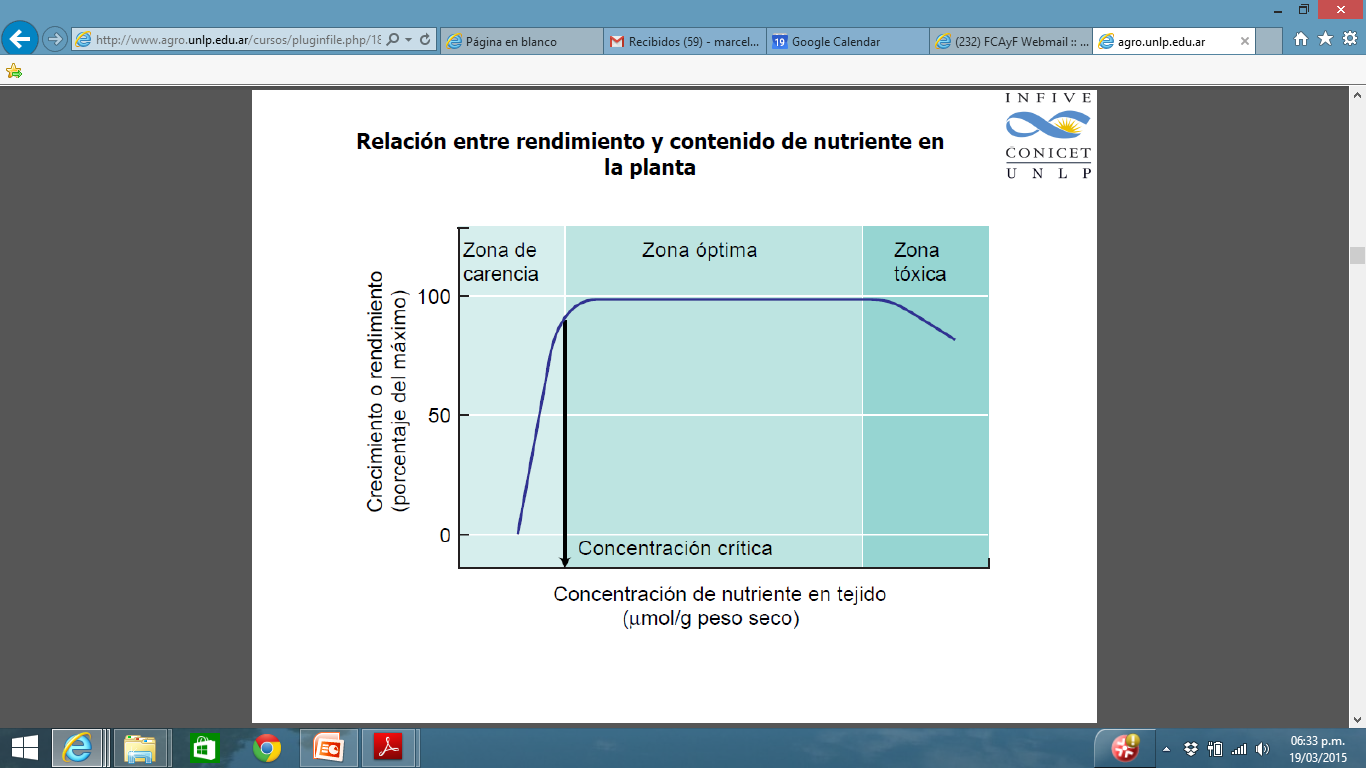 http://www.agro.unlp.edu.ar/cursos/pluginfile.php/18
Página en blanco
Recibidos (59) - marcel...
19
Google Calendar
(232) FCAyF Webmail :: ...
agro.unlp.edu.ar
INFIVE
CONICET
UNLP
Relación entre rendimiento y contenido de nutriente en
la planta
Zona de
carencia
Zona óptima
Zona
tóxica
Crecimiento o rendimiento
(porcentaje del máximo)
100
50
0
Concentración crítica
Concentración de nutriente en tejido
(μmol/g peso seco)
06:33 p.m.
19/03/2015